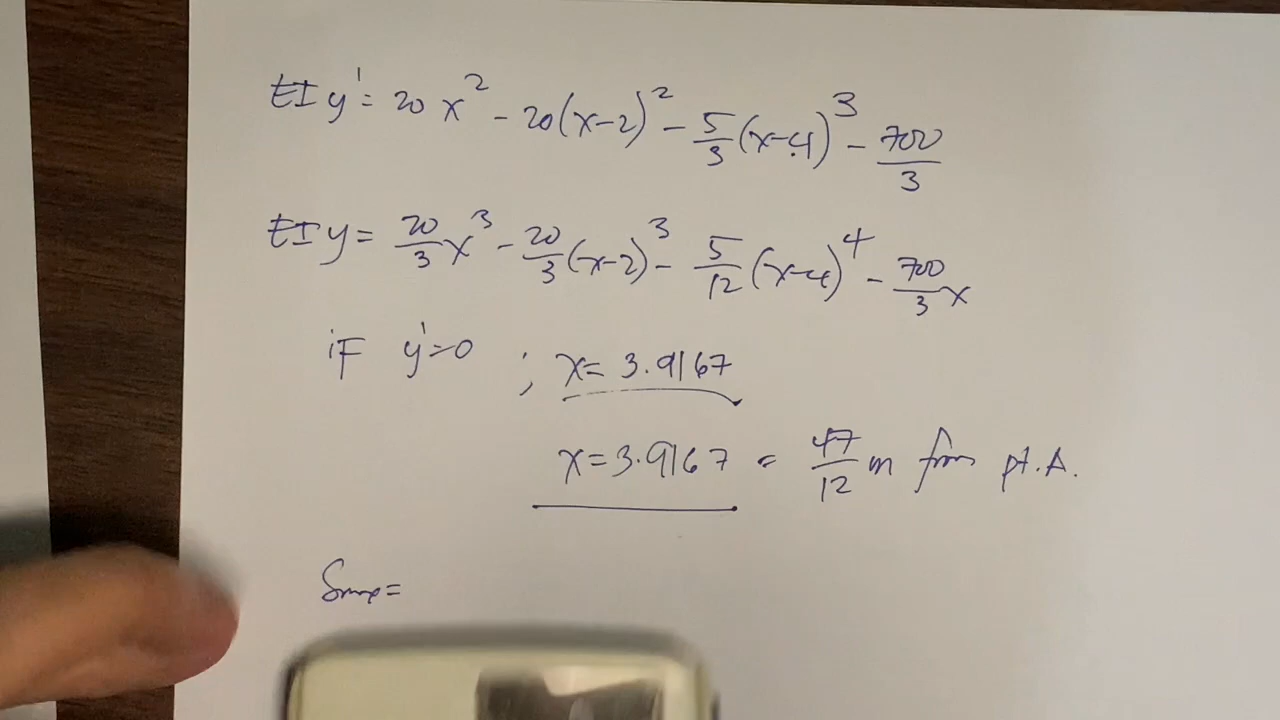 EIy' = 20x² - 20(x-2)² - 5/3(x-4)³ - 700/3
EIy = 20/3x³ - 20/3(x-2)³ - 5/12(x-4)⁴ - 700/3x
iF y'=0 ; x= 3.9167
x=3.9167 = 47/12 m from pt.A.
δmax=